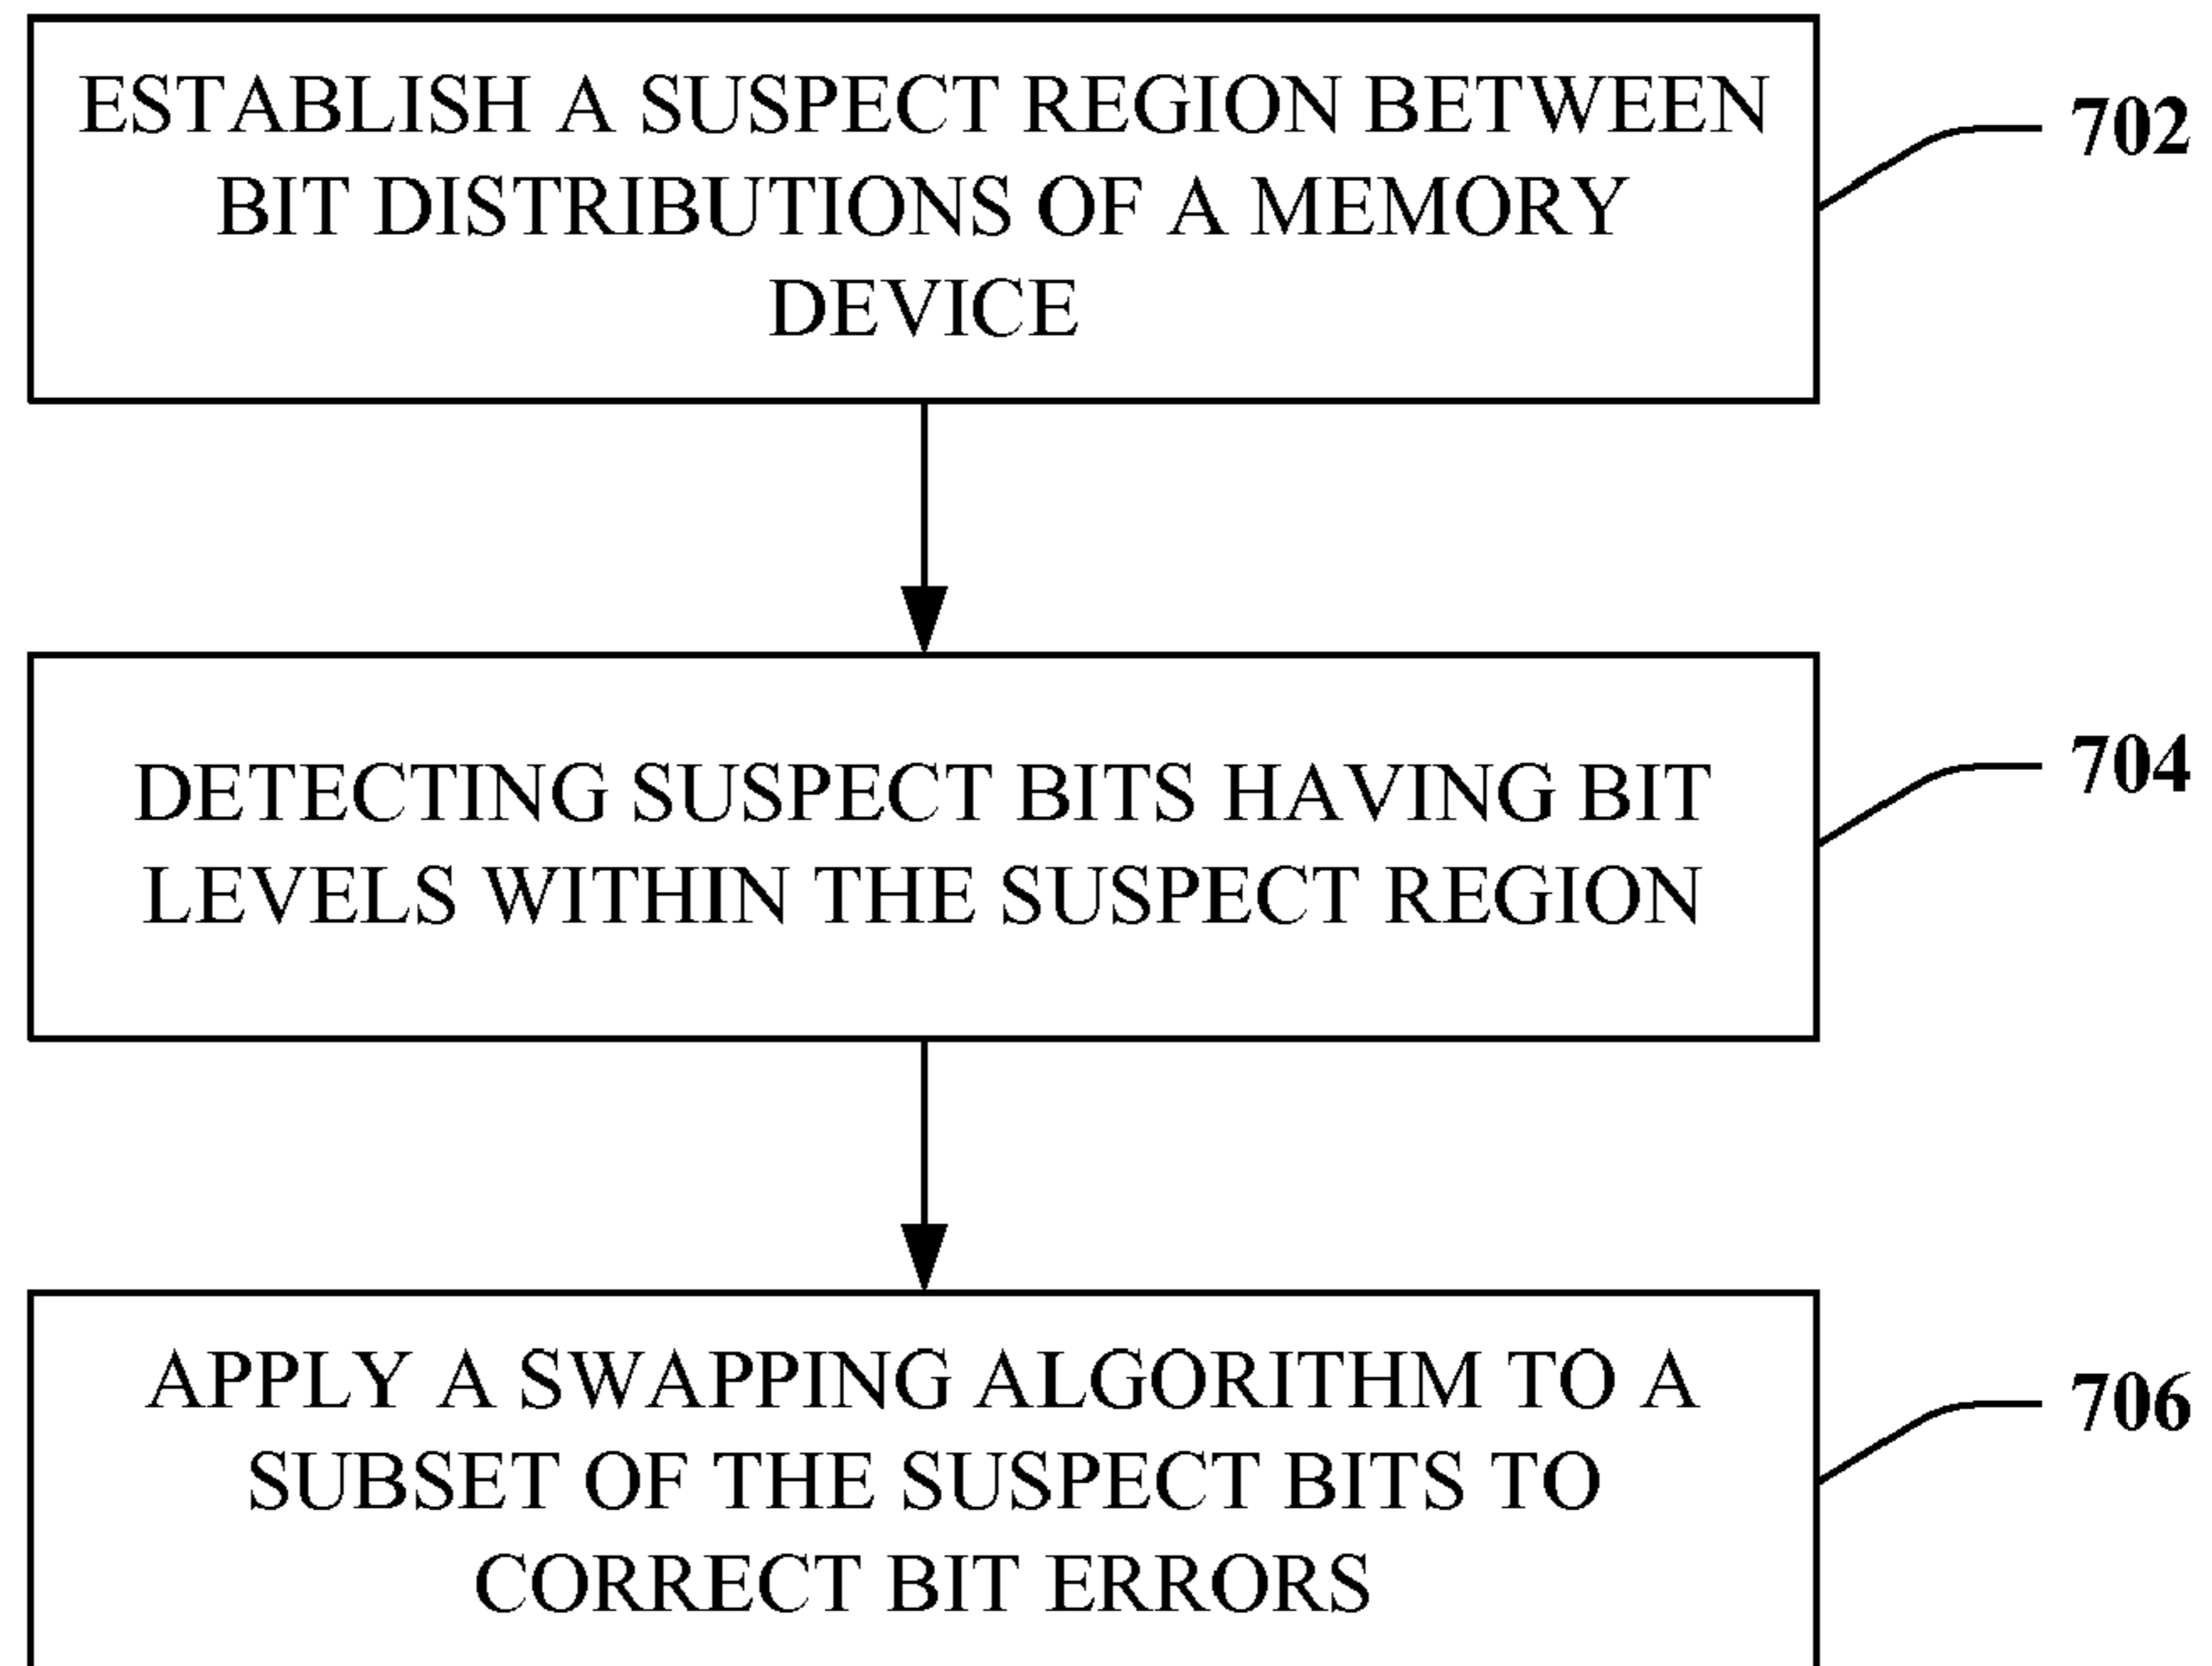 ESTABLISH A SUSPECT REGION BETWEEN
BIT DISTRIBUTIONS OF A MEMORY
DEVICE
702
DETECTING SUSPECT BITS HAVING BIT
LEVELS WITHIN THE SUSPECT REGION
704
APPLY A SWAPPING ALGORITHM TO A
SUBSET OF THE SUSPECT BITS TO
CORRECT BIT ERRORS
706